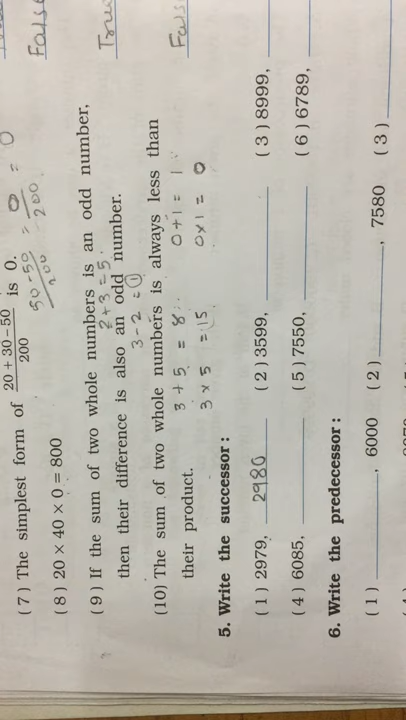 (7) The simplest form of (20 + 30 - 50)/200 is 0.
50-50/200 = 0/200 = 0
(8) 20 × 40 × 0 = 800 False
(9) If the sum of two whole numbers is an odd number, True
2+3=5
then their difference is also an odd number.
3-2=1
(10) The sum of two whole numbers is always less than False
their product. 3+5=8 0+1=1
3×5=15 0×1=0
5. Write the successor :
(1) 2979, 2980 (2) 3599, (3) 8999,
(4) 6085, (5) 7550, (6) 6789,
6. Write the predecessor :
(1) , 6000 (2) , 7580 (3)